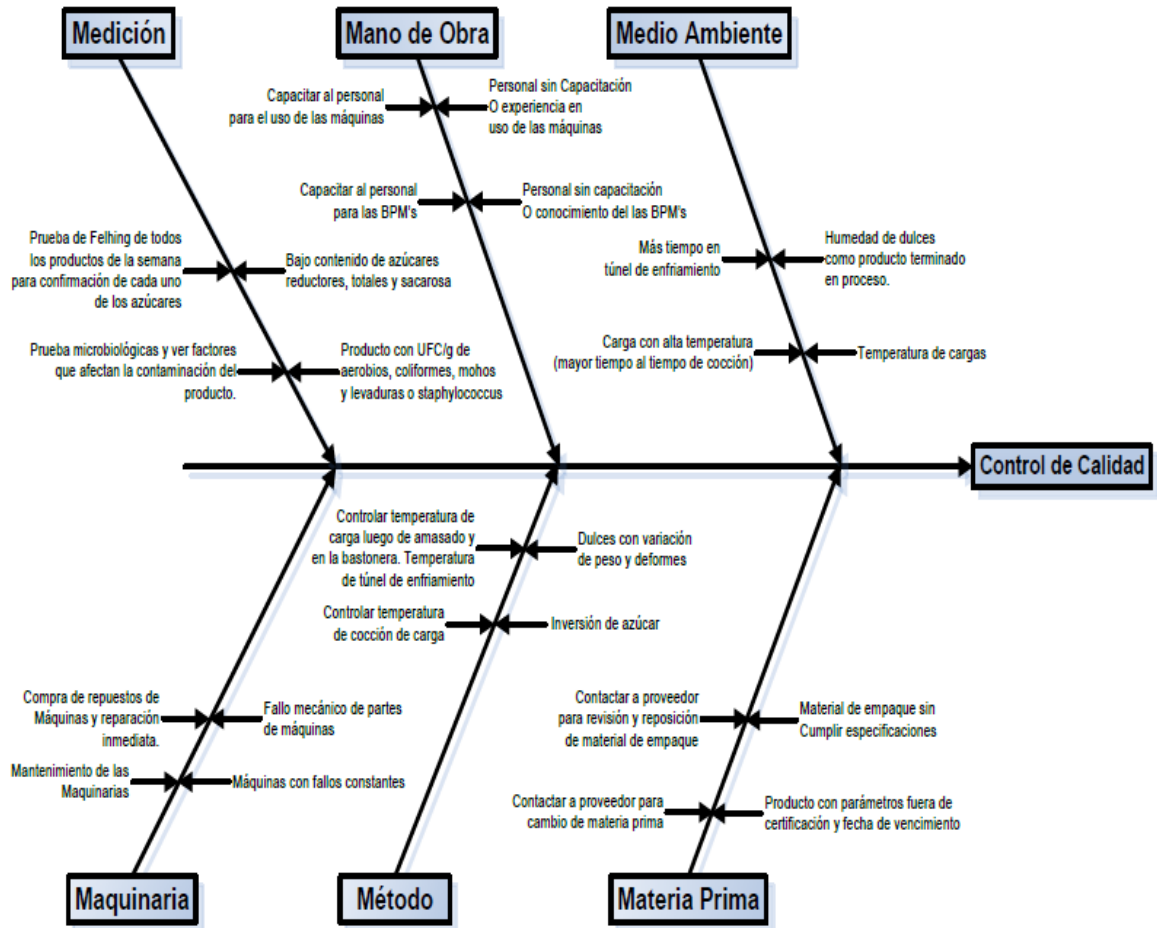 Medición
Mano de Obra
Medio Ambiente
Capacitar al personal
para el uso de las máquinas
Personal sin Capacitación
O experiencia en
uso de las máquinas
Capacitar al personal
para las BPM's
Personal sin capacitación
O conocimiento del las BPM's
Prueba de Felhing de todos
los productos de la semana
para confirmación de cada uno
de los azúcares
Bajo contenido de azúcares
reductores, totales y sacarosa
Más tiempo en
túnel de enfriamiento
Humedad de dulces
como producto terminado
en proceso.
Prueba microbiológicas y ver factores
que afectan la contaminación del
producto.
Producto con UFC/g de
aerobios, coliformes, mohos
y levaduras o staphylococcus
Carga con alta temperatura
(mayor tiempo al tiempo de cocción)
Temperatura de cargas
Control de Calidad
Controlar temperatura de
carga luego de amasado y
en la bastonera. Temperatura
de túnel de enfriamiento
Dulces con variación
de peso y deformes
Controlar temperatura
de cocción de carga
Inversión de azúcar
Compra de repuestos de
Máquinas y reparación
inmediata.
Fallo mecánico de partes
de máquinas
Contactar a proveedor
para revisión y reposición
de material de empaque
Material de empaque sin
Cumplir especificaciones
Mantenimiento de las
Maquinarias
Máquinas con fallos constantes
Contactar a proveedor para
cambio de materia prima
Producto con parámetros fuera de
certificación y fecha de vencimiento
Maquinaria
Método
Materia Prima